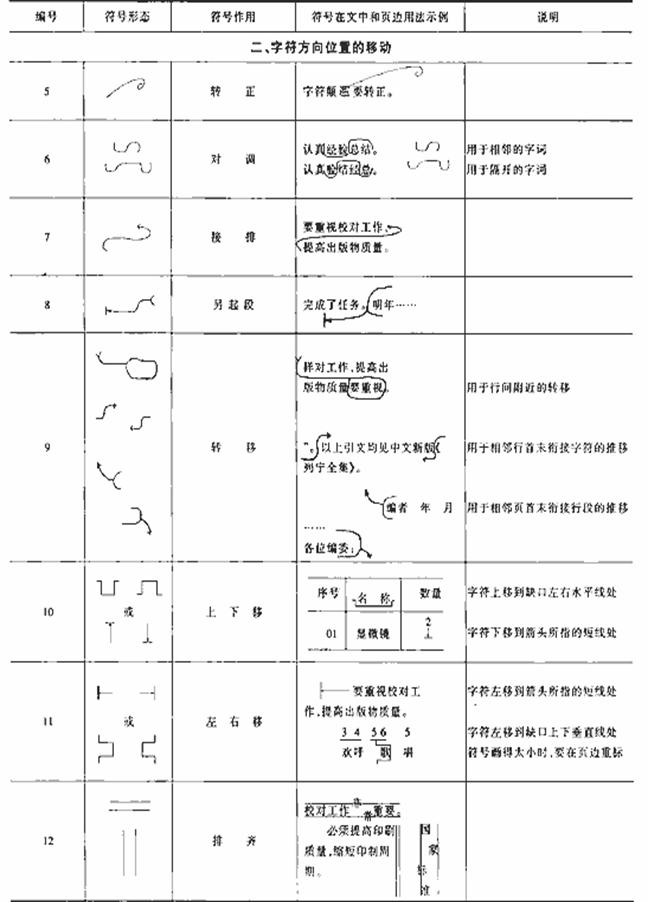 编号 符号形态 符号作用 符号在文中和页边用法示例 说明
二、字符方向位置的移动
5 转正 字符颠 要转正。
6 对调 认真经验总结。 用于相邻的字词
认真验结经总。 用于隔开的字词
7 接排 要重视校对工作,
提高出版物质量。
8 另起段 完成了任务。明年……
9 转移 样对工作,提高出
版物质量要重视。 用于行间附近的转移
”。以上引文均见中文新版《 用于相邻行首末衔接字符的推移
列宁全集》。
编者 年 月 用于相邻页首末衔接行段的推移
……
各位编委:
10 或 上下移 序号 名称 数量 字符上移到缺口左右水平线处
01 显微镜 2 字符下移到箭头所指的短线处
11 或 左右移 要重视校对工 字符左移到箭头所指的短线处
作,提高出版物质量。
3 4 5 6 5 字符左移到缺口上下垂直线处
欢呼 歌 唱 符号画得太小时,要在页边重标
12 排齐 校对工作非常重要。
必须提高印刷 国
质量,缩短印制周 家
期。 标
准